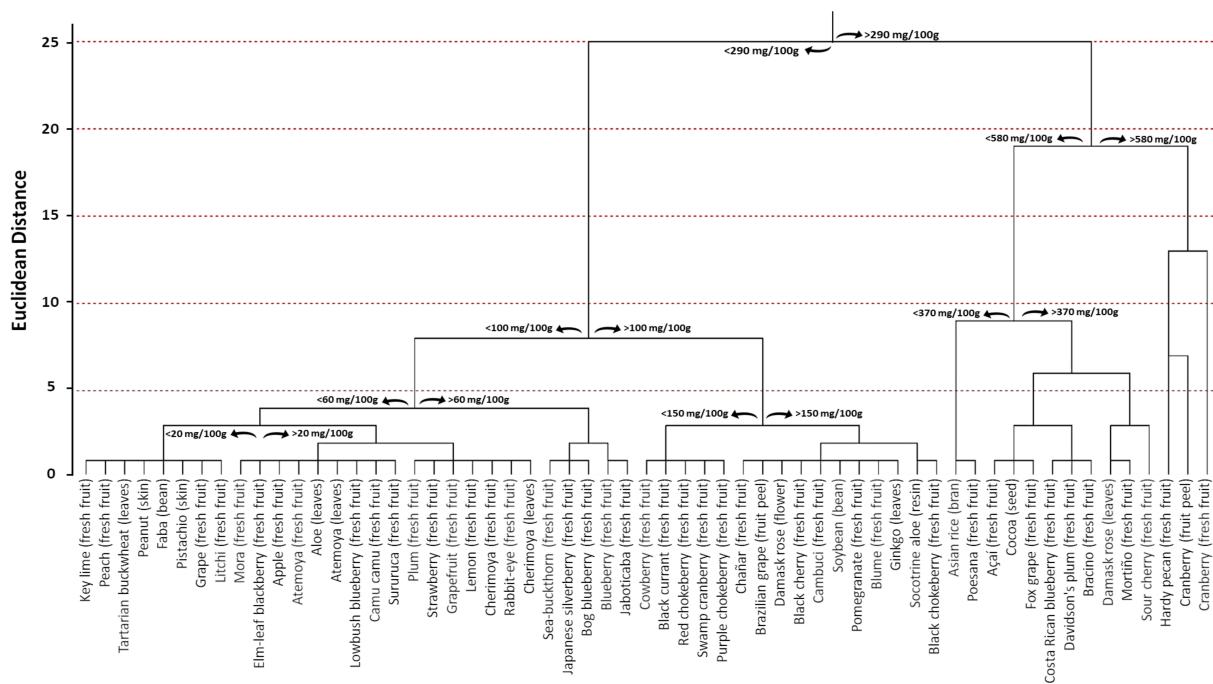 25
>290 mg/100g
<290 mg/100g
20
<580 mg/100g
>580 mg/100g
15
10
<370 mg/100g
>370 mg/100g
<100 mg/100g
>100 mg/100g
5
<60 mg/100g
>60 mg/100g
<150 mg/100g
>150 mg/100g
<20 mg/100g
>20 mg/100g
0
Euclidean Distance
Key lime (fresh fruit)
Peach (fresh fruit)
Tartarian buckwheat (leaves)
Peanut (skin)
Faba (bean)
Pistachio (skin)
Grape (fresh fruit)
Litchi (fresh fruit)
Mora (fresh fruit)
Elm-leaf blackberry (fresh fruit)
Apple (fresh fruit)
Atemoya (fresh fruit)
Aloe (leaves)
Atemoya (leaves)
Lowbush blueberry (fresh fruit)
Camu camu (fresh fruit)
Sururuca (fresh fruit)
Plum (fresh fruit)
Strawberry (fresh fruit)
Grapefruit (fresh fruit)
Lemon (fresh fruit)
Cherimoya (fresh fruit)
Rabbit-eye (fresh fruit)
Cherimoya (leaves)
Sea-buckthorn (fresh fruit)
Japanese silverberry (fresh fruit)
Bog blueberry (fresh fruit)
Blueberry (fresh fruit)
Jaboticaba (fresh fruit)
Cowberry (fresh fruit)
Black currant (fresh fruit)
Red chokeberry (fresh fruit)
Swamp cranberry (fresh fruit)
Purple chokeberry (fresh fruit)
Chañar (fresh fruit)
Brazilian grape (fruit peel)
Damask rose (flower)
Black cherry (fresh fruit)
Cambuci (fresh fruit)
Soybean (bean)
Pomegranate (fresh fruit)
Blume (fresh fruit)
Ginkgo (leaves)
Socotrine aloe (resin)
Black chokeberry (fresh fruit)
Asian rice (bran)
Poesana (fresh fruit)
Açaí (fresh fruit)
Cocoa (seed)
Fox grape (fresh fruit)
Costa Rican blueberry (fresh fruit)
Davidson's plum (fresh fruit)
Bracino (fresh fruit)
Damask rose (leaves)
Mortiño (fresh fruit)
Sour cherry (fresh fruit)
Hardy pecan (fresh fruit)
Cranberry (fruit peel)
Cranberry (fresh fruit)